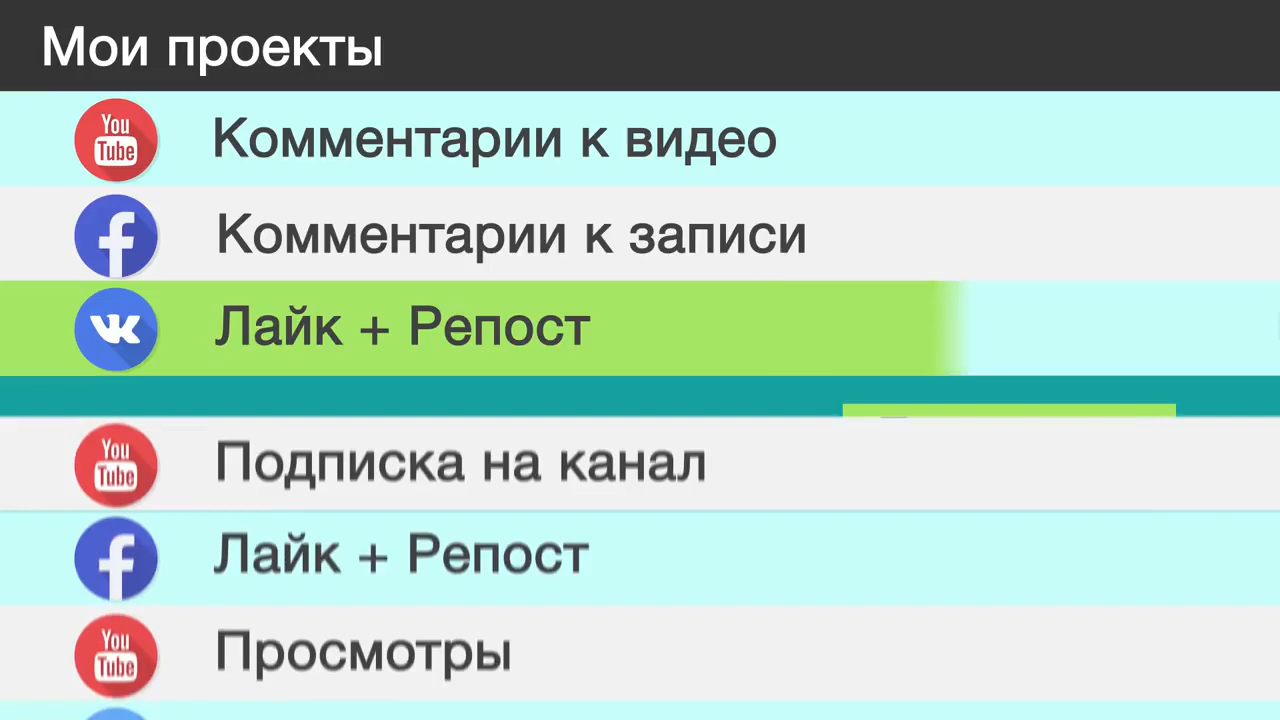 Мои проекты
You Tube
Комментарии к видео
f
Комментарии к записи
VK
Лайк + Репост
You Tube
Подписка на канал
f
Лайк + Репост
You Tube
Просмотры